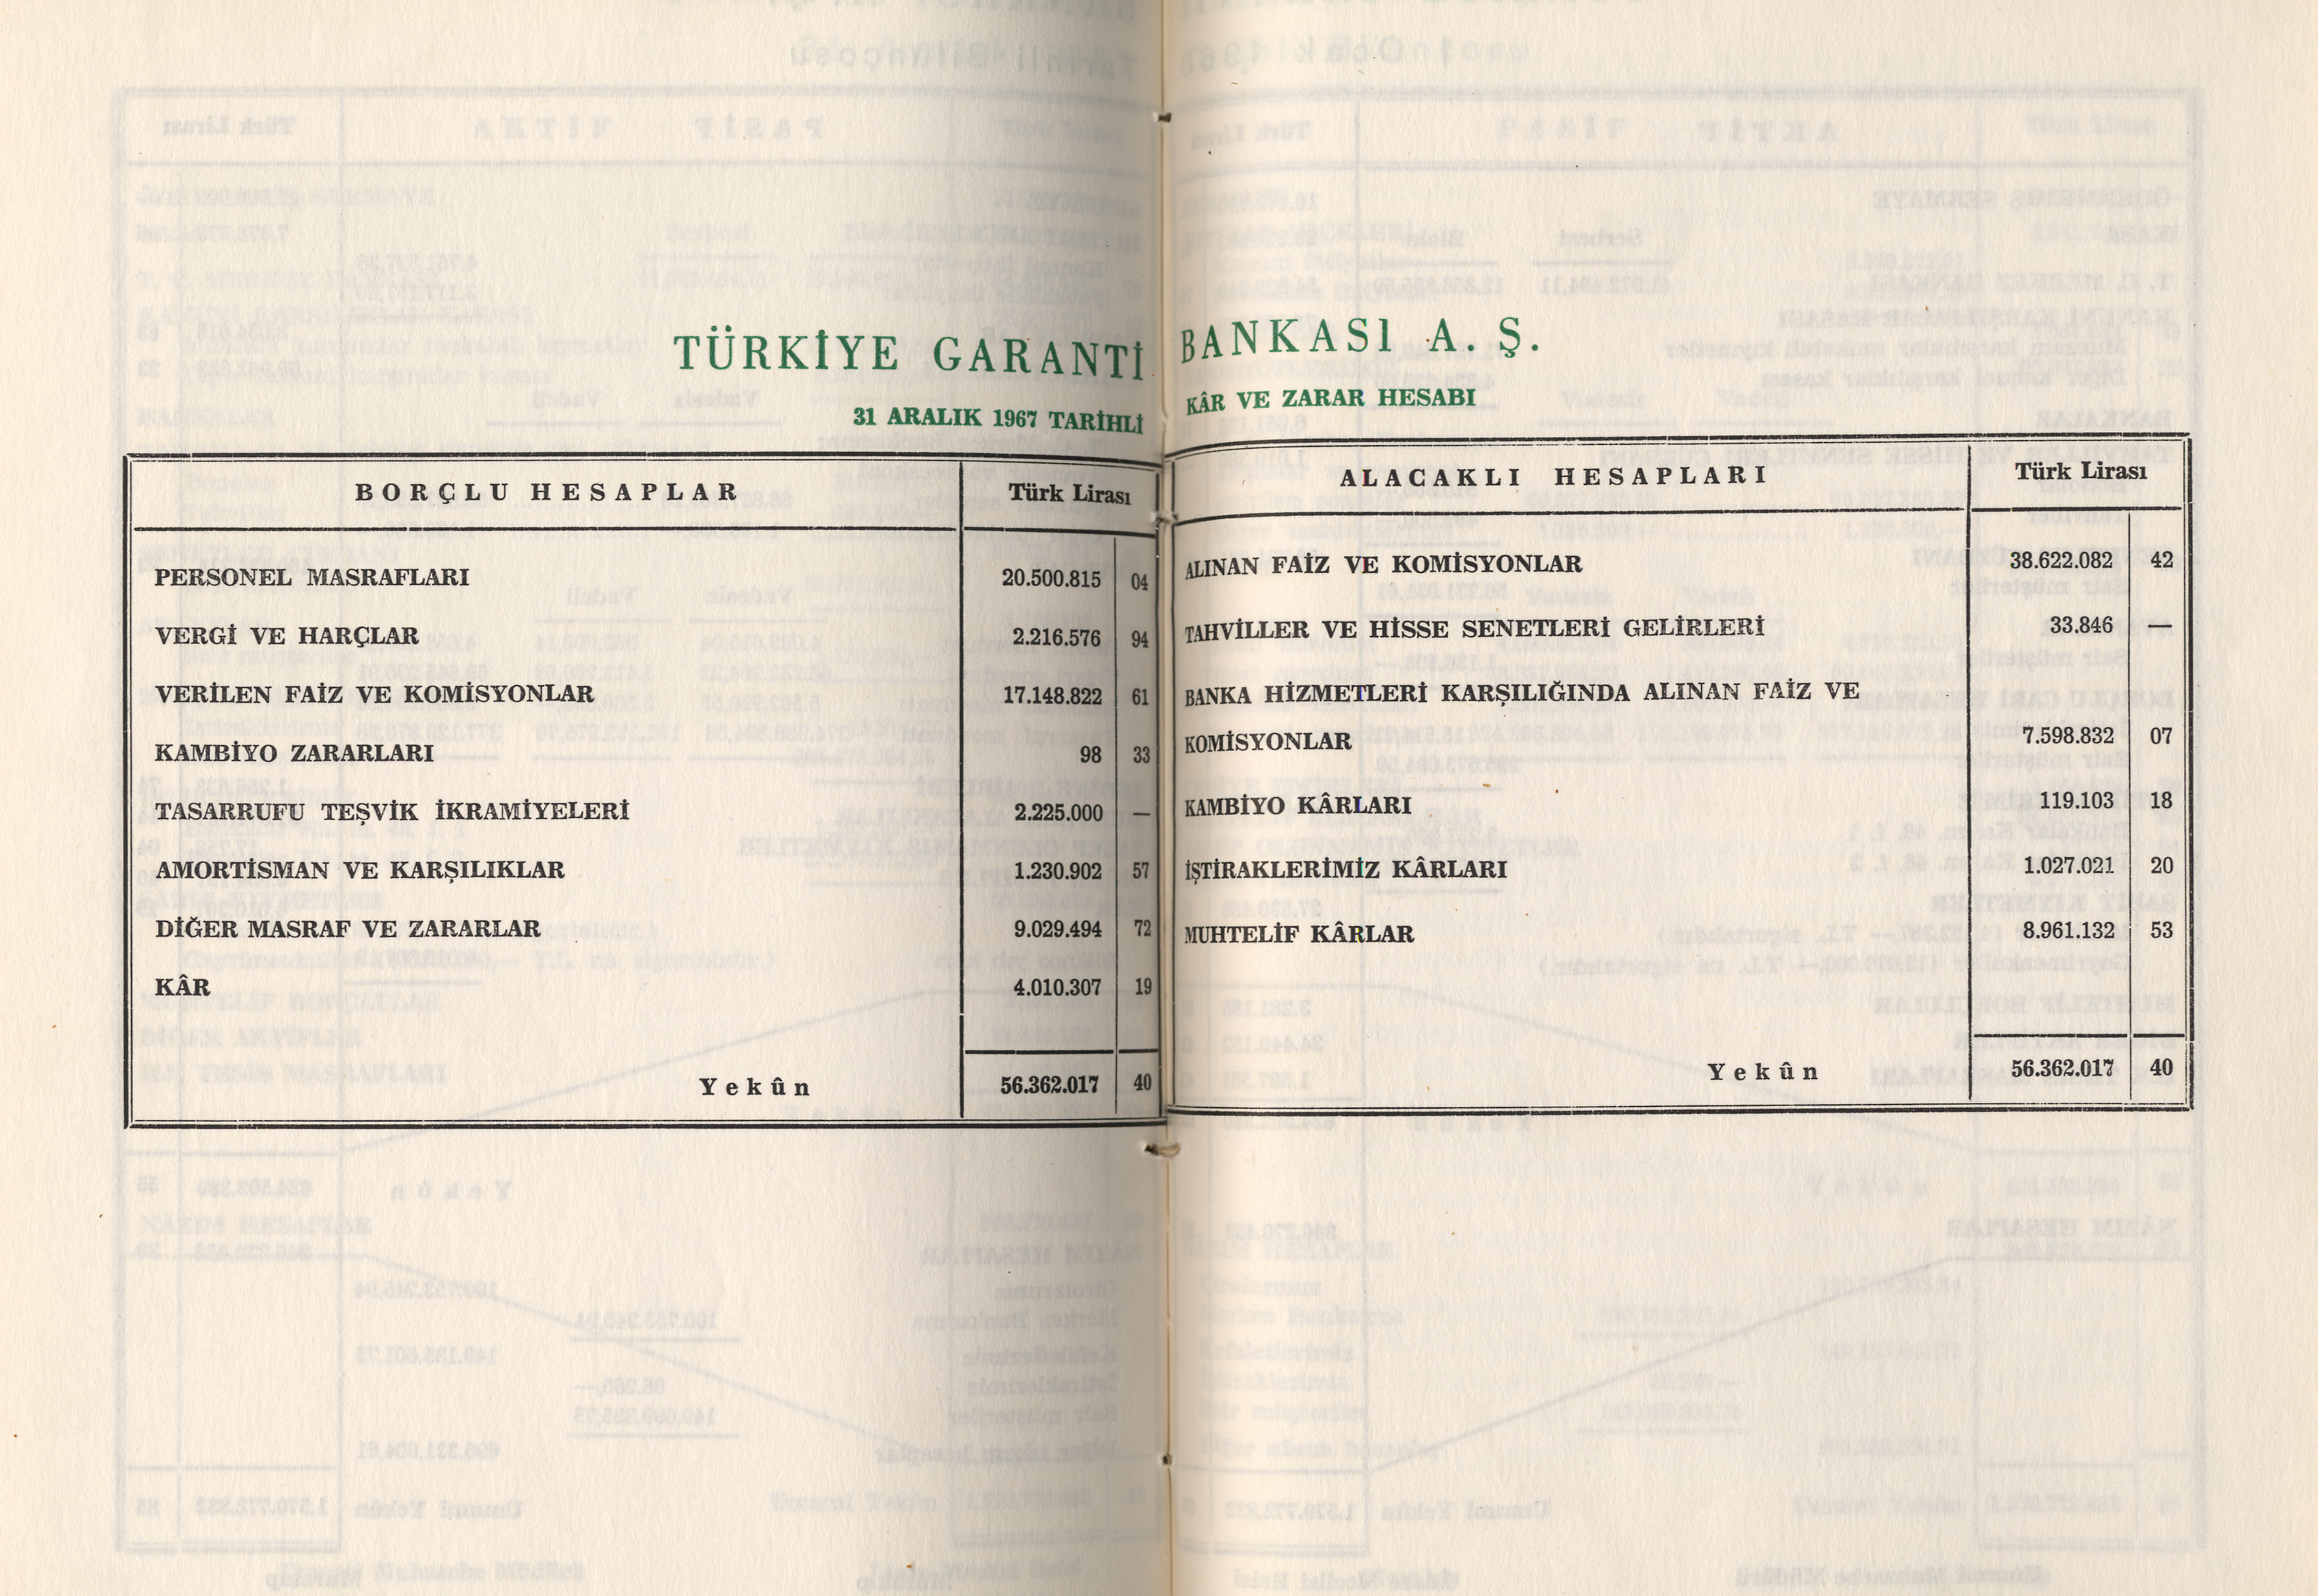 TÜRKİYE GARANTİ BANKASI A. Ş.
31 ARALIK 1967 TARİHLİ KÂR VE ZARAR HESABI
BORÇLU HESAPLAR Türk Lirası
PERSONEL MASRAFLARI 20.500.815 04
VERGİ VE HARÇLAR 2.216.576 94
VERİLEN FAİZ VE KOMİSYONLAR 17.148.822 61
KAMBİYO ZARARLARI 98 33
TASARRUFU TEŞVİK İKRAMİYELERİ 2.225.000 —
AMORTİSMAN VE KARŞILIKLAR 1.230.902 57
DİĞER MASRAF VE ZARARLAR 9.029.494 72
KÂR 4.010.307 19
Yekûn 56.362.017 40
ALACAKLI HESAPLARI Türk Lirası
ALINAN FAİZ VE KOMİSYONLAR 38.622.082 42
TAHVİLLER VE HİSSE SENETLERİ GELİRLERİ 33.846 —
BANKA HİZMETLERİ KARŞILIĞINDA ALINAN FAİZ VE
KOMİSYONLAR 7.598.832 07
KAMBİYO KÂRLARI 119.103 18
İŞTİRAKLERİMİZ KÂRLARI 1.027.021 20
MUHTELİF KÂRLAR 8.961.132 53
Yekûn 56.362.017 40